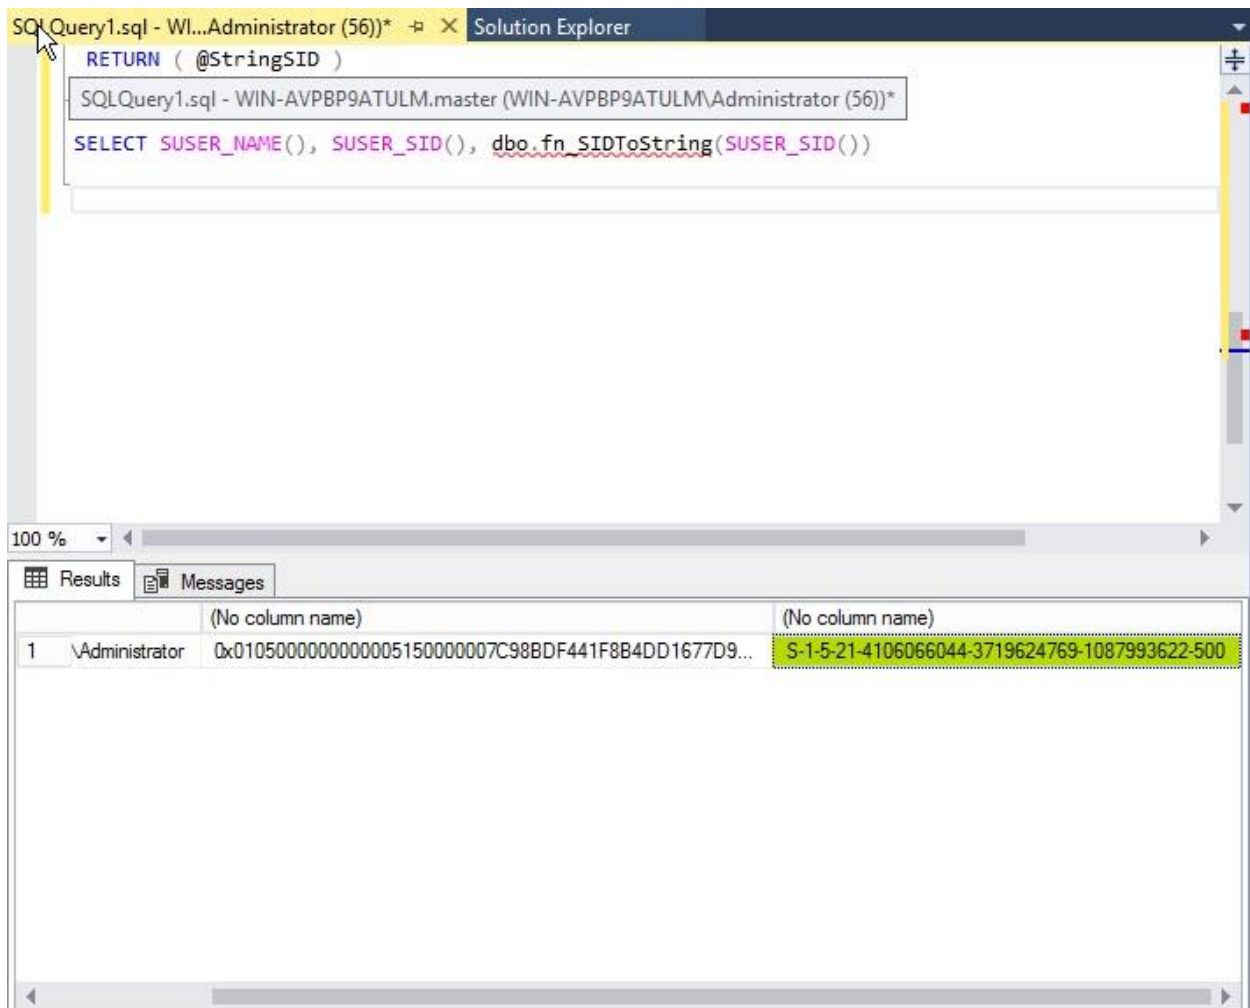 SQLQuery1.sql - WI...Administrator (56))* Solution Explorer
RETURN ( @StringSID )
SQLQuery1.sql - WIN-AVPBP9ATULM.master (WIN-AVPBP9ATULM\Administrator (56))*
SELECT SUSER_NAME(), SUSER_SID(), dbo.fn_SIDToString(SUSER_SID())
100 %
Results Messages
(No column name) (No column name)
1 \Administrator 0x0105000000000005150000007C98BDF441F8B4DD1677D9... S-1-5-21-4106066044-3719624769-1087993622-500